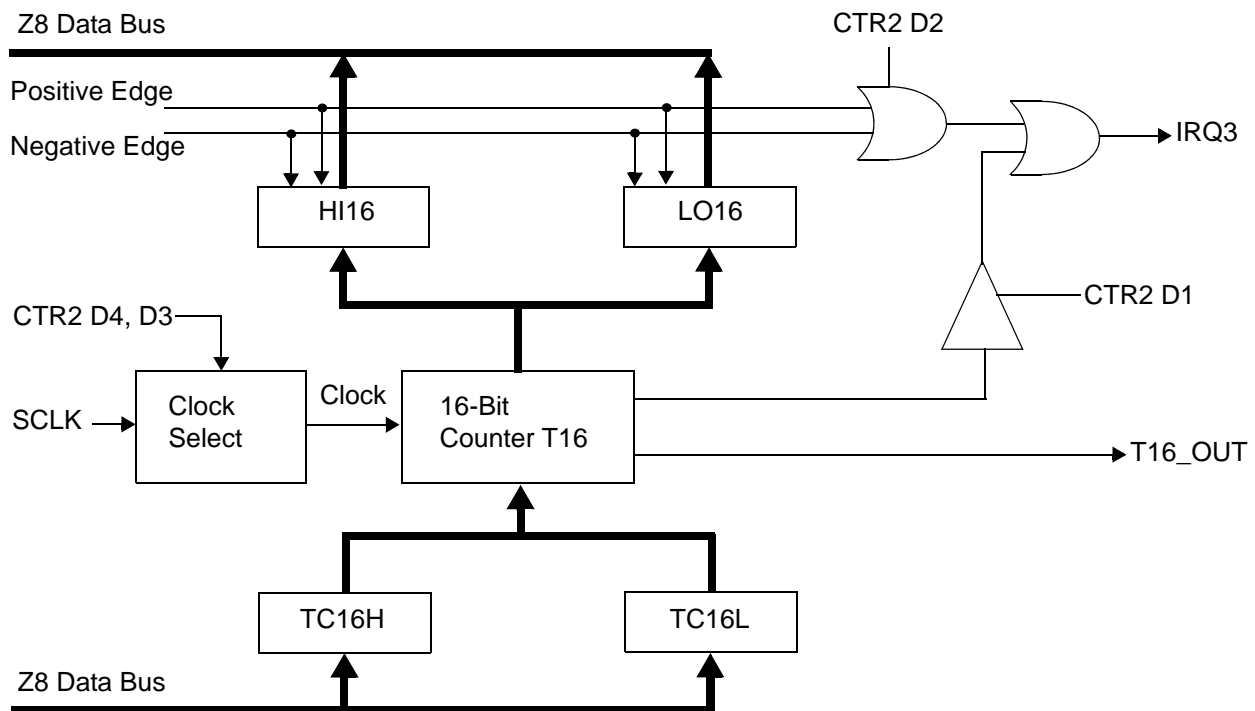 Z8 Data Bus
CTR2 D2
Positive Edge
Negative Edge
IRQ3
HI16
LO16
CTR2 D4, D3
CTR2 D1
SCLK
Clock
Select
Clock
16-Bit
Counter T16
T16_OUT
TC16H
TC16L
Z8 Data Bus